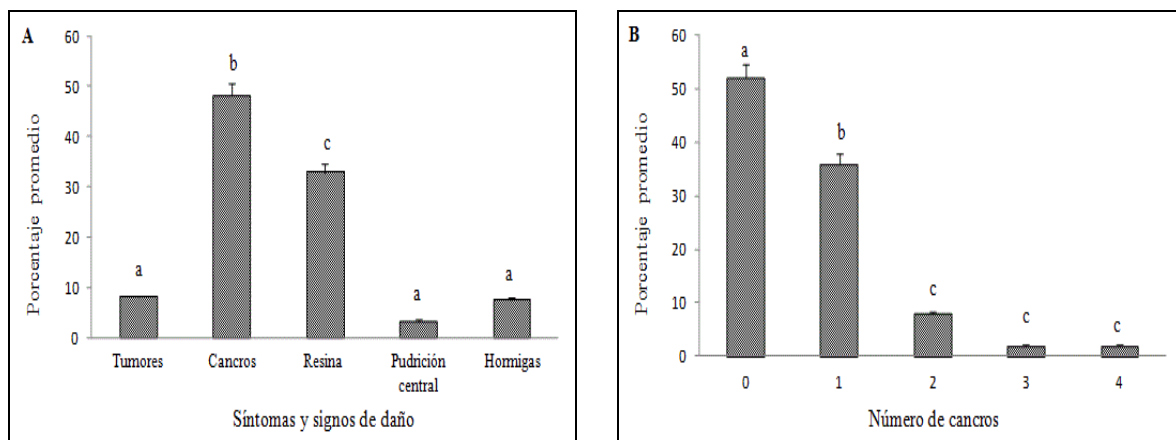 A
Porcentaje promedio
60
50
40
30
20
10
0
a
b
c
a
a
Tumores
Cancros
Resina
Pudrición
central
Hormigas
Síntomas y signos de daño
B
Porcentaje promedio
60
50
40
30
20
10
0
a
b
c
c
c
0
1
2
3
4
Número de cancros